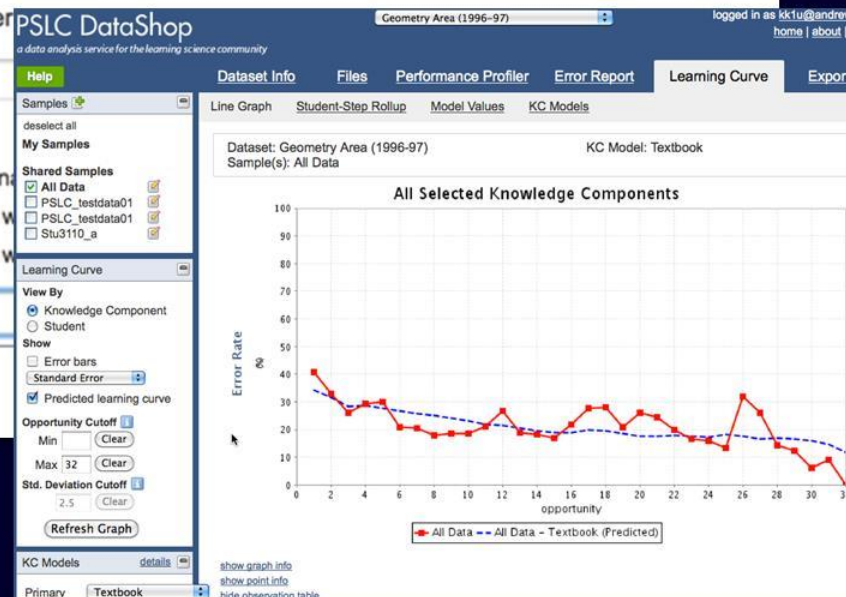 PSLC DataShop
a data analysis service for the learning science community
Geometry Area (1996-97)
logged in as kk1u@andrew
home | about |
Help
Dataset Info Files Performance Profiler Error Report Learning Curve Expor
Line Graph Student-Step Rollup Model Values KC Models
Samples
deselect all
My Samples
Shared Samples
All Data
PSLC_testdata01
PSLC_testdata01
Stu3110_a
Learning Curve
View By
Knowledge Component
Student
Show
Error bars
Standard Error
Predicted learning curve
Opportunity Cutoff
Min Clear
Max 32 Clear
Std. Deviation Cutoff
2.5 Clear
Refresh Graph
KC Models details
Primary Textbook
Dataset: Geometry Area (1996-97) KC Model: Textbook
Sample(s): All Data
All Selected Knowledge Components
100
90
80
70
60
50
40
30
20
10
0
Error Rate
%
0 2 4 6 8 10 12 14 16 18 20 22 24 26 28 30 3
opportunity
All Data All Data - Textbook (Predicted)
show graph info
show point info
hide observation table